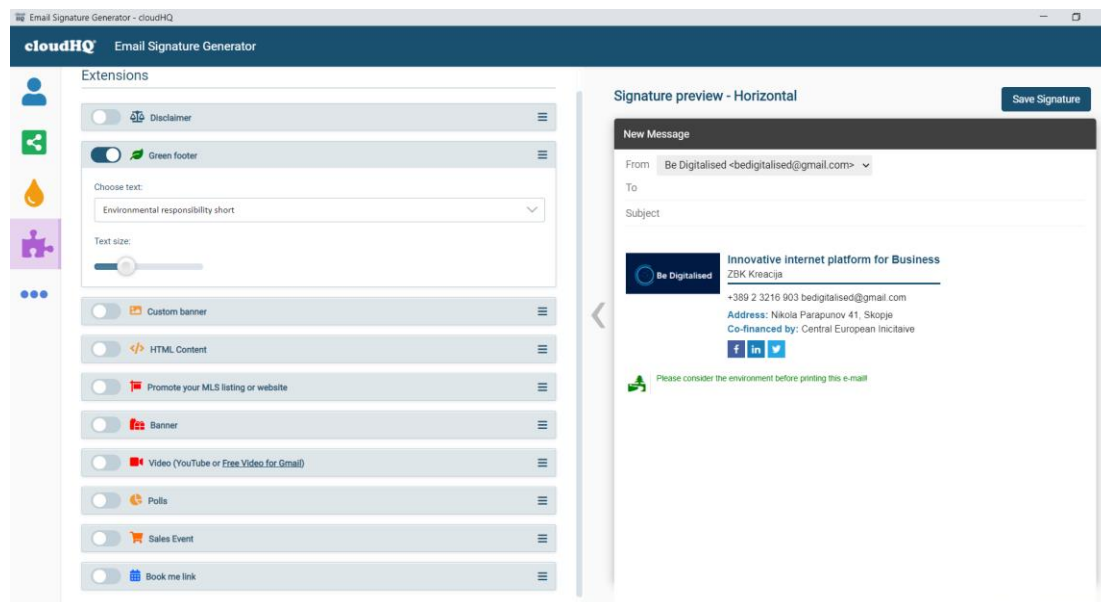 Email Signature Generator - cloudHQ
cloudHQ Email Signature Generator
Extensions
Disclaimer
Green footer
Choose text:
Environmental responsibility short
Text size:
Custom banner
HTML Content
Promote your MLS listing or website
Banner
Video (YouTube or Free Video for Gmail)
Polls
Sales Event
Book me link
Signature preview - Horizontal
Save Signature
New Message
From Be Digitalised <bedigitalised@gmail.com>
To
Subject
Be Digitalised
Innovative internet platform for Business
ZBK Kreacija
+389 2 3216 903 bedigitalised@gmail.com
Address: Nikola Parapunov 41, Skopje
Co-financed by: Central European Inicitaive
f in
Please consider the environment before printing this e-mail!